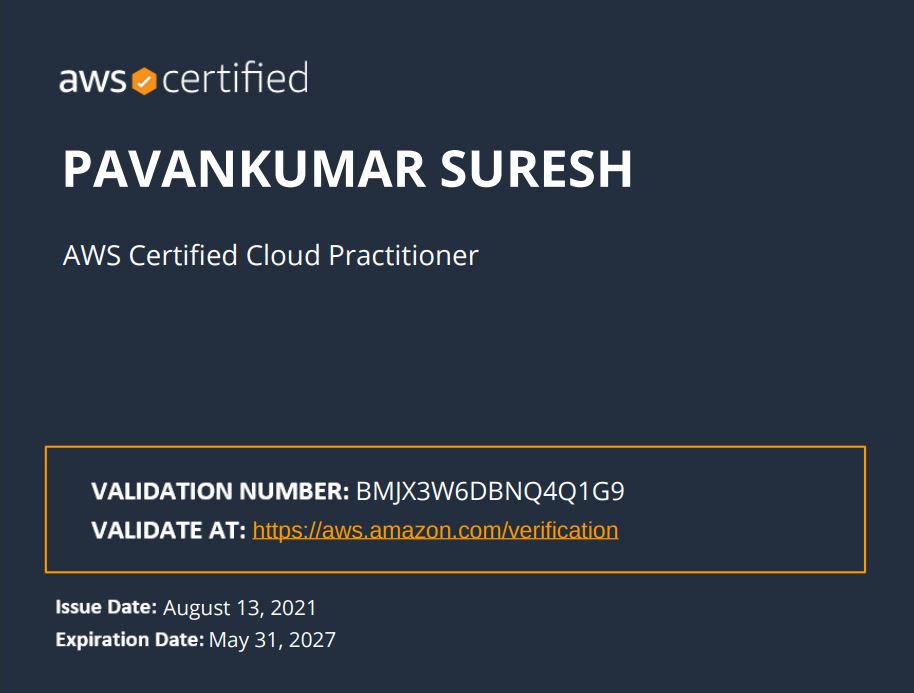 aws certified
PAVANKUMAR SURESH
AWS Certified Cloud Practitioner
VALIDATION NUMBER: BMJX3W6DBNQ4Q1G9
VALIDATE AT: https://aws.amazon.com/verification
Issue Date: August 13, 2021
Expiration Date: May 31, 2027